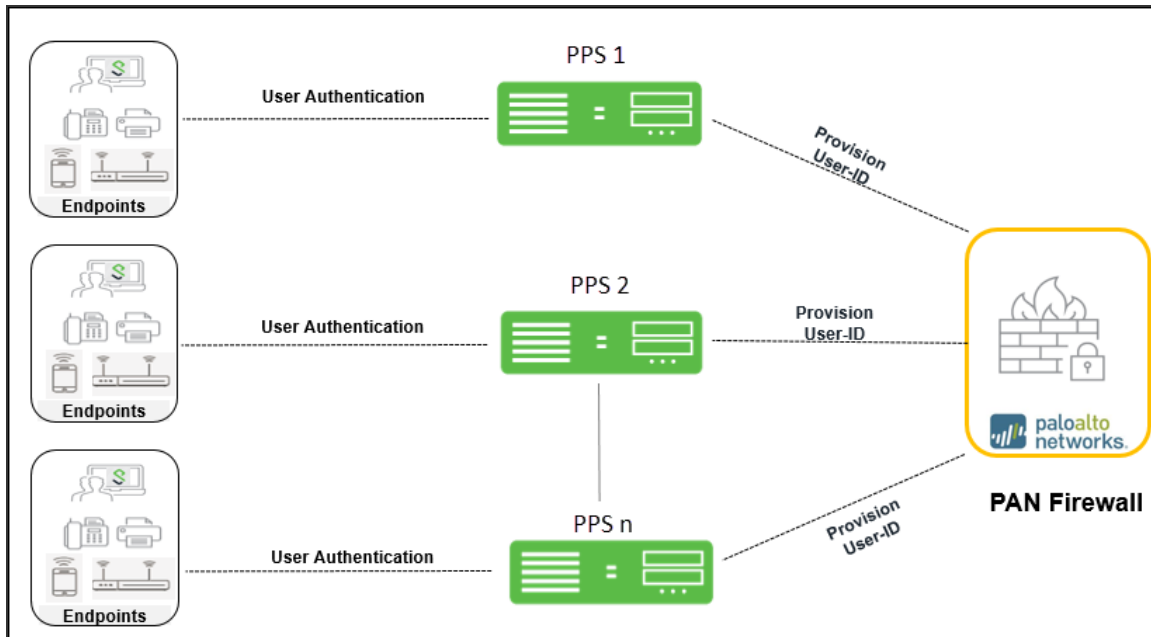 PPS 1
User Authentication
Provision
User-ID
Endpoints
PPS 2
User Authentication
Provision
User-ID
Endpoints
paloalto
networks.
PAN Firewall
PPS n
User Authentication
Provision
User-ID
Endpoints